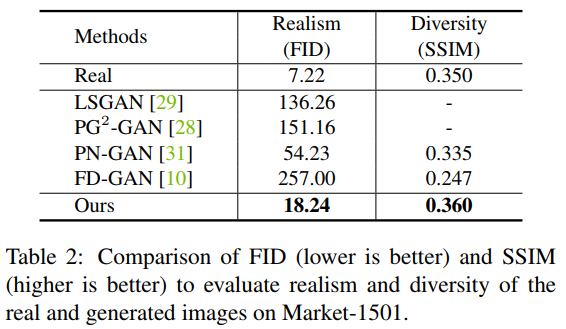 Methods Realism (FID) Diversity (SSIM)
Real 7.22 0.350
LSGAN [29] 136.26 -
PG²-GAN [28] 151.16 -
PN-GAN [31] 54.23 0.335
FD-GAN [10] 257.00 0.247
Ours 18.24 0.360
Table 2: Comparison of FID (lower is better) and SSIM
(higher is better) to evaluate realism and diversity of the
real and generated images on Market-1501.